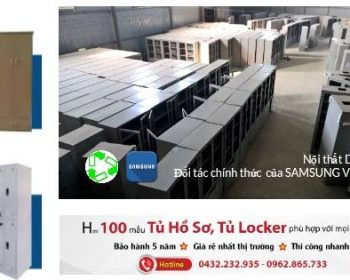 Nội thất D
SAMSUNG
Đối tác chính thức của SAMSUNG V
Hơn 100 mẫu Tủ Hồ Sơ, Tủ Locker phù hợp với mọi
Bảo hành 5 năm ★ Giá rẻ nhất thị trường ★ Thi công nhanh
Hotline 0432.232.935 - 0962.865.733